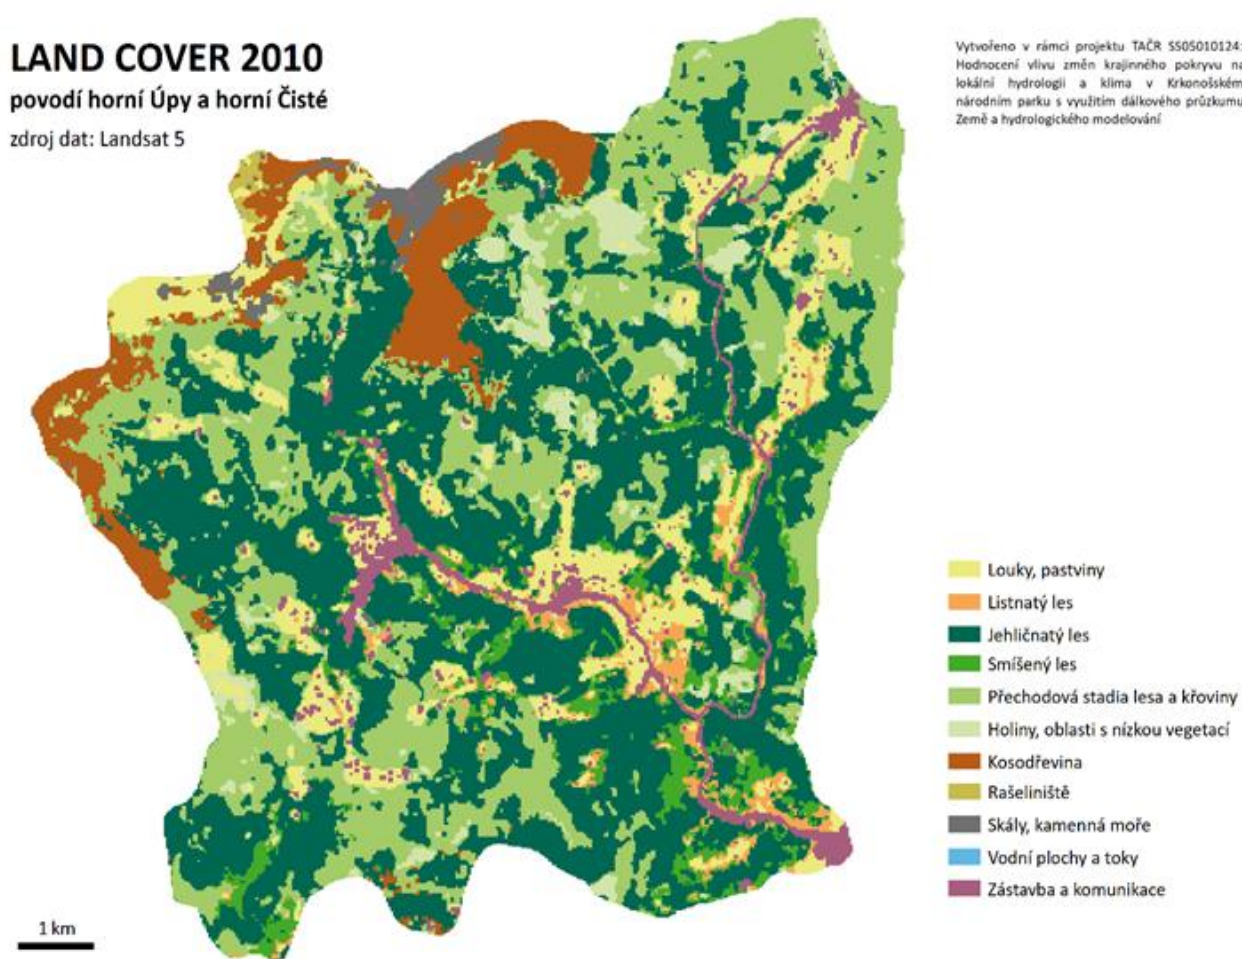 LAND COVER 2010
povodí horní Úpy a horní Čisté
zdroj dat: Landsat 5
Vytvořeno v rámci projektu TAČR SS05010124:
Hodnocení vlivu změn krajinného pokryvu na
lokální hydrologii a klima v Krkonošském
národním parku s využitím dálkového průzkumu
Země a hydrologického modelování
Louky, pastviny
Listnatý les
Jehličnatý les
Smíšený les
Přechodová stadia lesa a křoviny
Holiny, oblasti s nízkou vegetací
Kosodřevina
Rašeliniště
Skály, kamenná moře
Vodní plochy a toky
Zástavba a komunikace
1 km